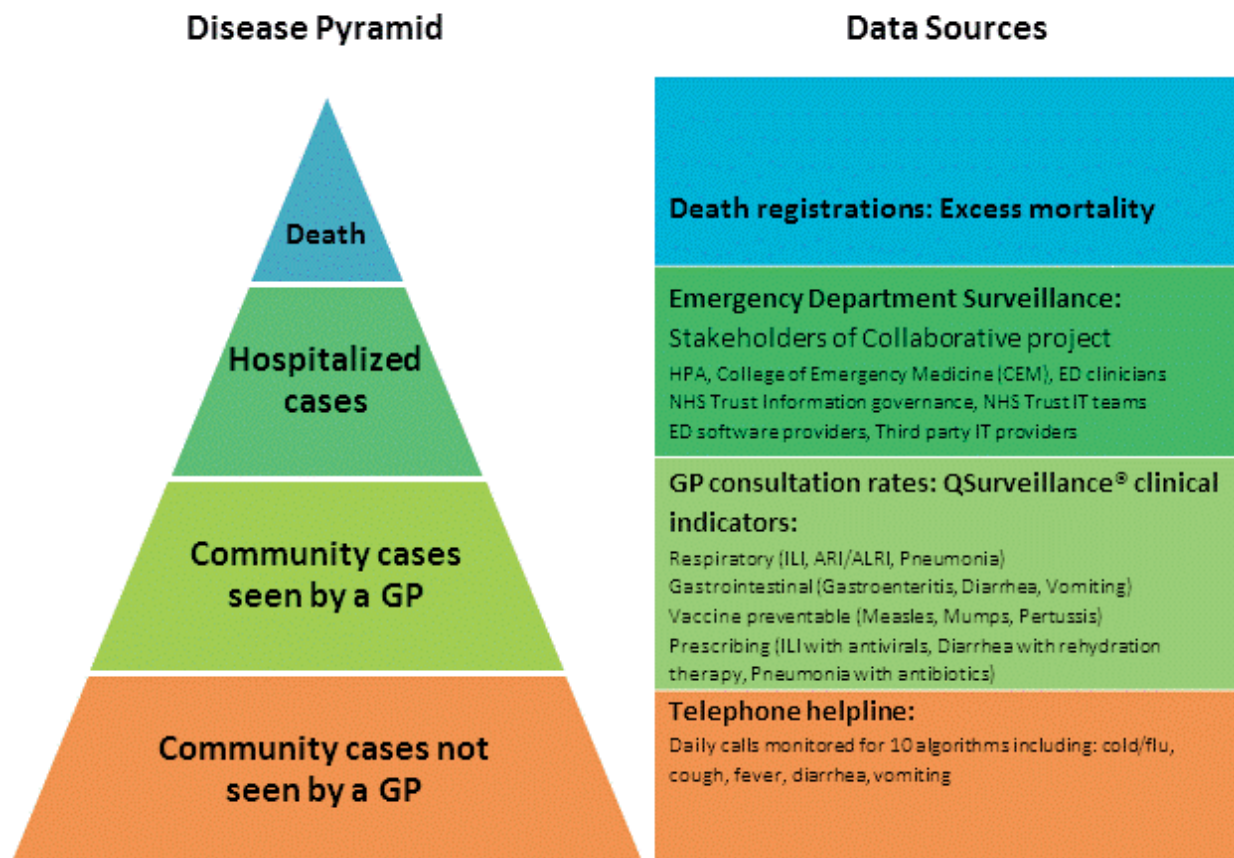 Disease Pyramid
Data Sources
Death
Hospitalized
cases
Community cases
seen by a GP
Community cases not
seen by a GP
Death registrations: Excess mortality
Emergency Department Surveillance:
Stakeholders of Collaborative project
HPA, College of Emergency Medicine (CEM), ED clinicians
NHS Trust Information governance, NHS Trust IT teams
ED software providers, Third party IT providers
GP consultation rates: QSurveillance® clinical
indicators:
Respiratory (ILI, ARI/ALRI, Pneumonia)
Gastrointestinal (Gastroenteritis, Diarrhea, Vomiting)
Vaccine preventable (Measles, Mumps, Pertussis)
Prescribing (ILI with antivirals, Diarrhea with rehydration
therapy, Pneumonia with antibiotics)
Telephone helpline:
Daily calls monitored for 10 algorithms including: cold/flu,
cough, fever, diarrhea, vomiting